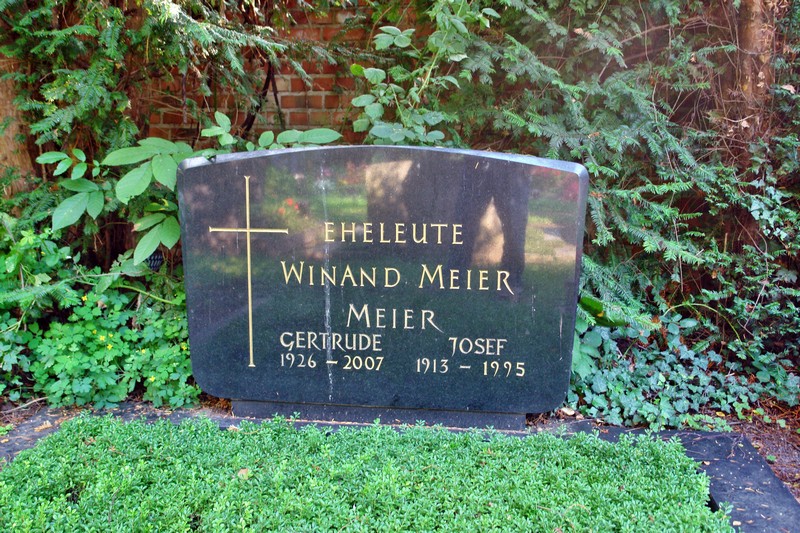 EHELEUTE
WINAND MEIER
MEIER
GERTRUDE JOSEF
1926 – 2007 1913 – 1995